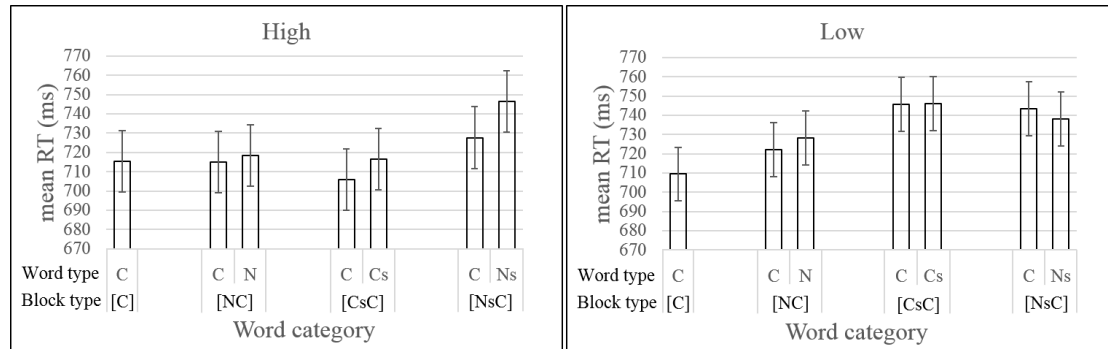 High
770
760
750
740
730
720
710
700
690
680
670
mean RT (ms)
Word type C C N C Cs C Ns
Block type [C] [NC] [CsC] [NsC]
Word category
Low
770
760
750
740
730
720
710
700
690
680
670
mean RT (ms)
Word type C C N C Cs C Ns
Block type [C] [NC] [CsC] [NsC]
Word category